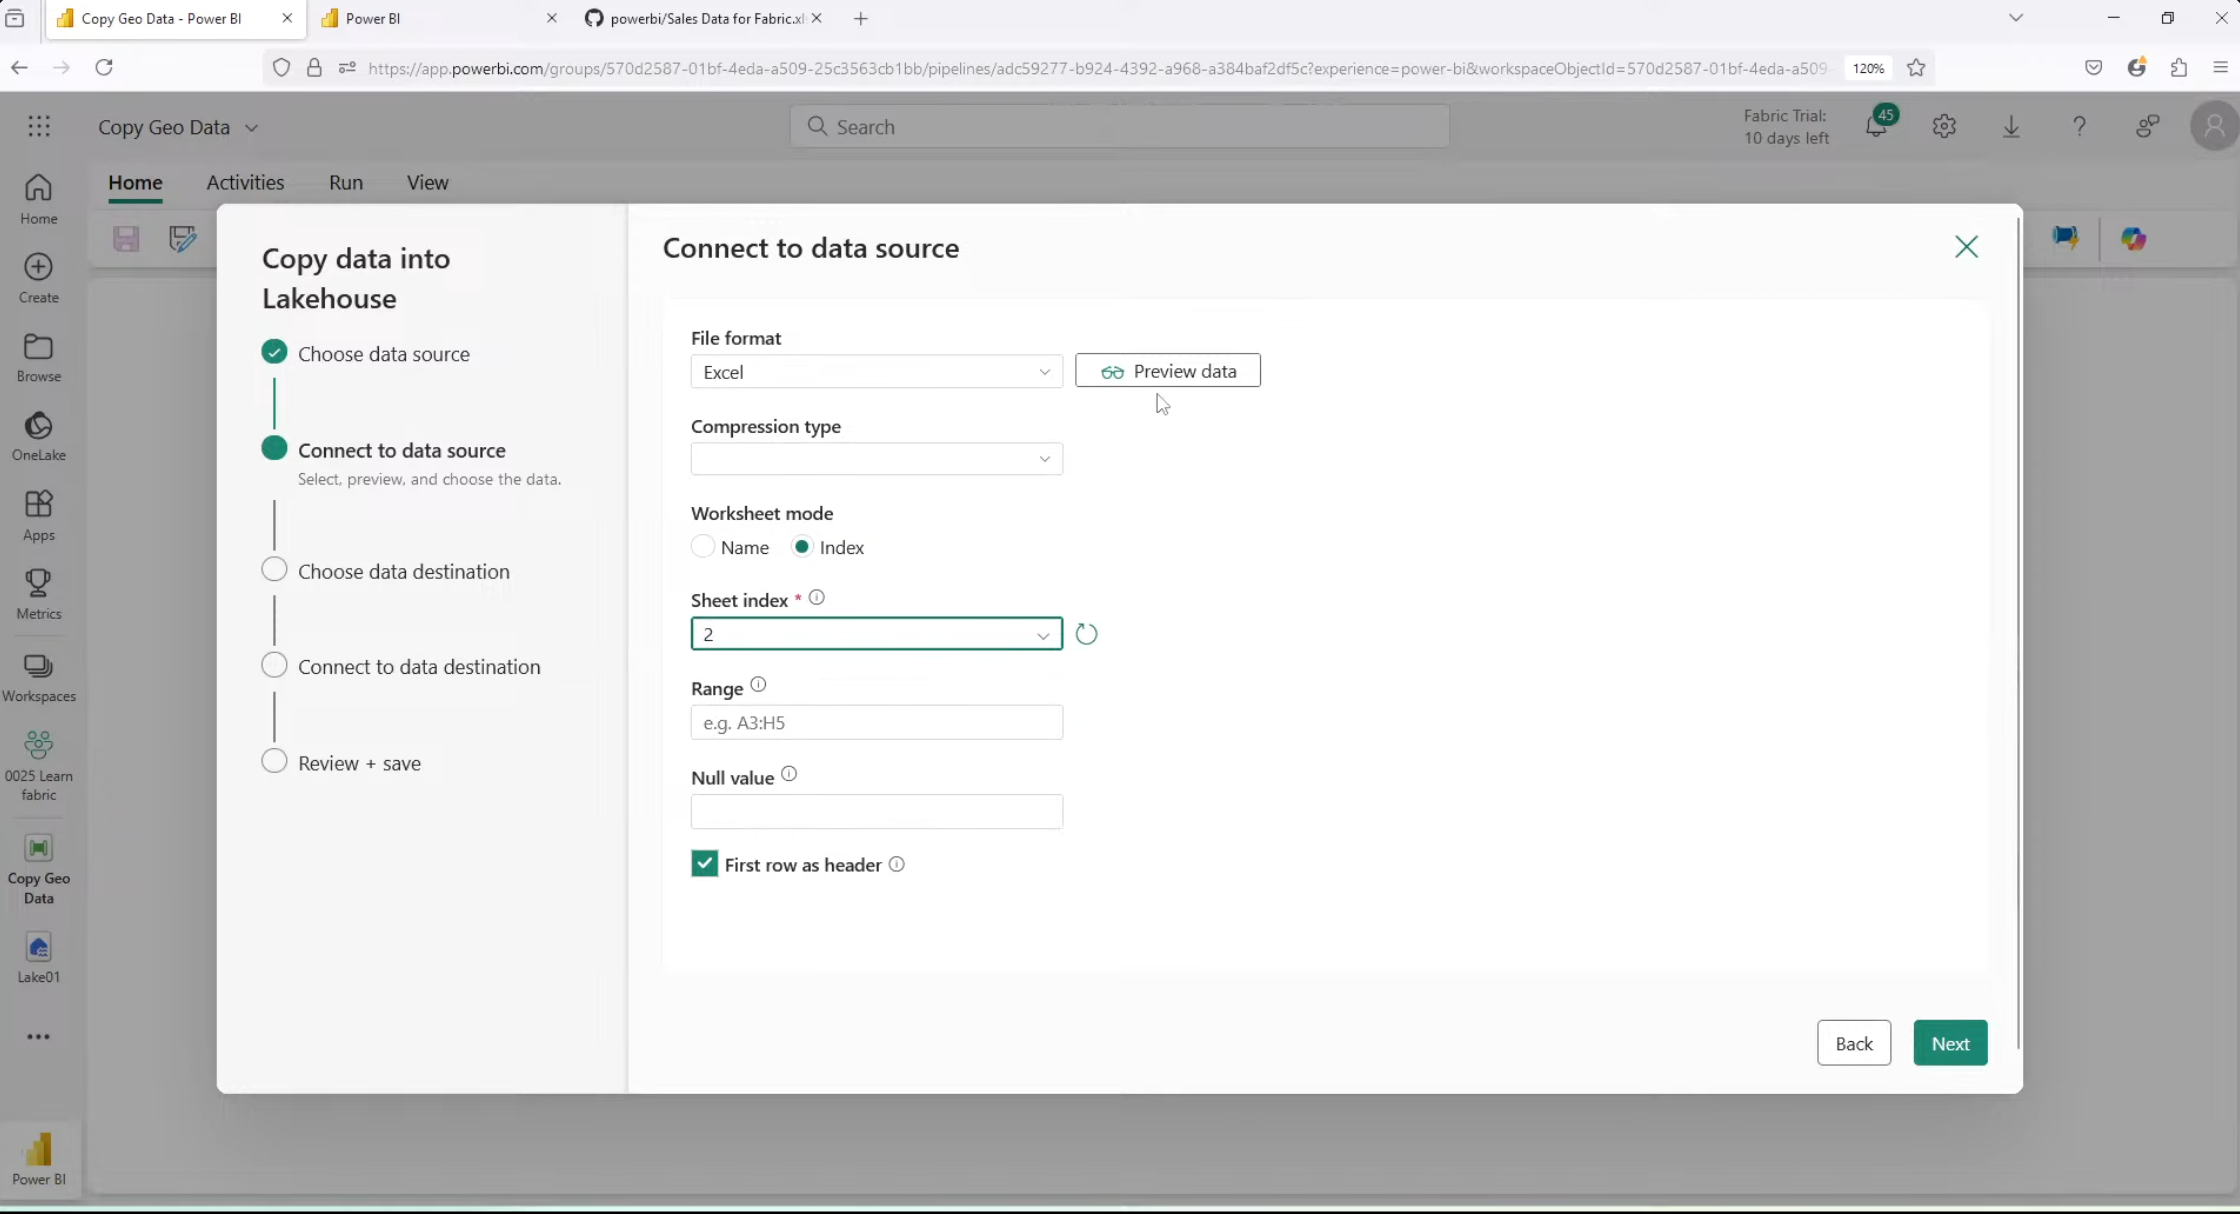 Copy Geo Data - Power BI
Power BI
powerbi/Sales Data for Fabric.xl
https://app.powerbi.com/groups/570d2587-01bf-4eda-a509-25c3563cb1bb/pipelines/adc59277-b924-4392-a968-a384baf2df5c?experience=power-bi&workspaceObjectId=570d2587-01bf-4eda-a509-
120%
Copy Geo Data
Search
Fabric Trial:
10 days left
45
Home
Activities
Run
View
Home
Create
Browse
OneLake
Apps
Metrics
Workspaces
0025 Learn
fabric
Copy Geo
Data
Lake01
Power BI
Copy data into
Lakehouse
Choose data source
Connect to data source
Select, preview, and choose the data.
Choose data destination
Connect to data destination
Review + save
Connect to data source
File format
Excel
Preview data
Compression type
Worksheet mode
Name
Index
Sheet index *
2
Range
e.g. A3:H5
Null value
First row as header
Back
Next